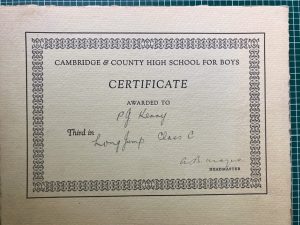 CAMBRIDGE & COUNTY HIGH SCHOOL FOR BOYS
CERTIFICATE
AWARDED TO
P J Kenny
Third in
Long Jump Class C
HEADMASTER